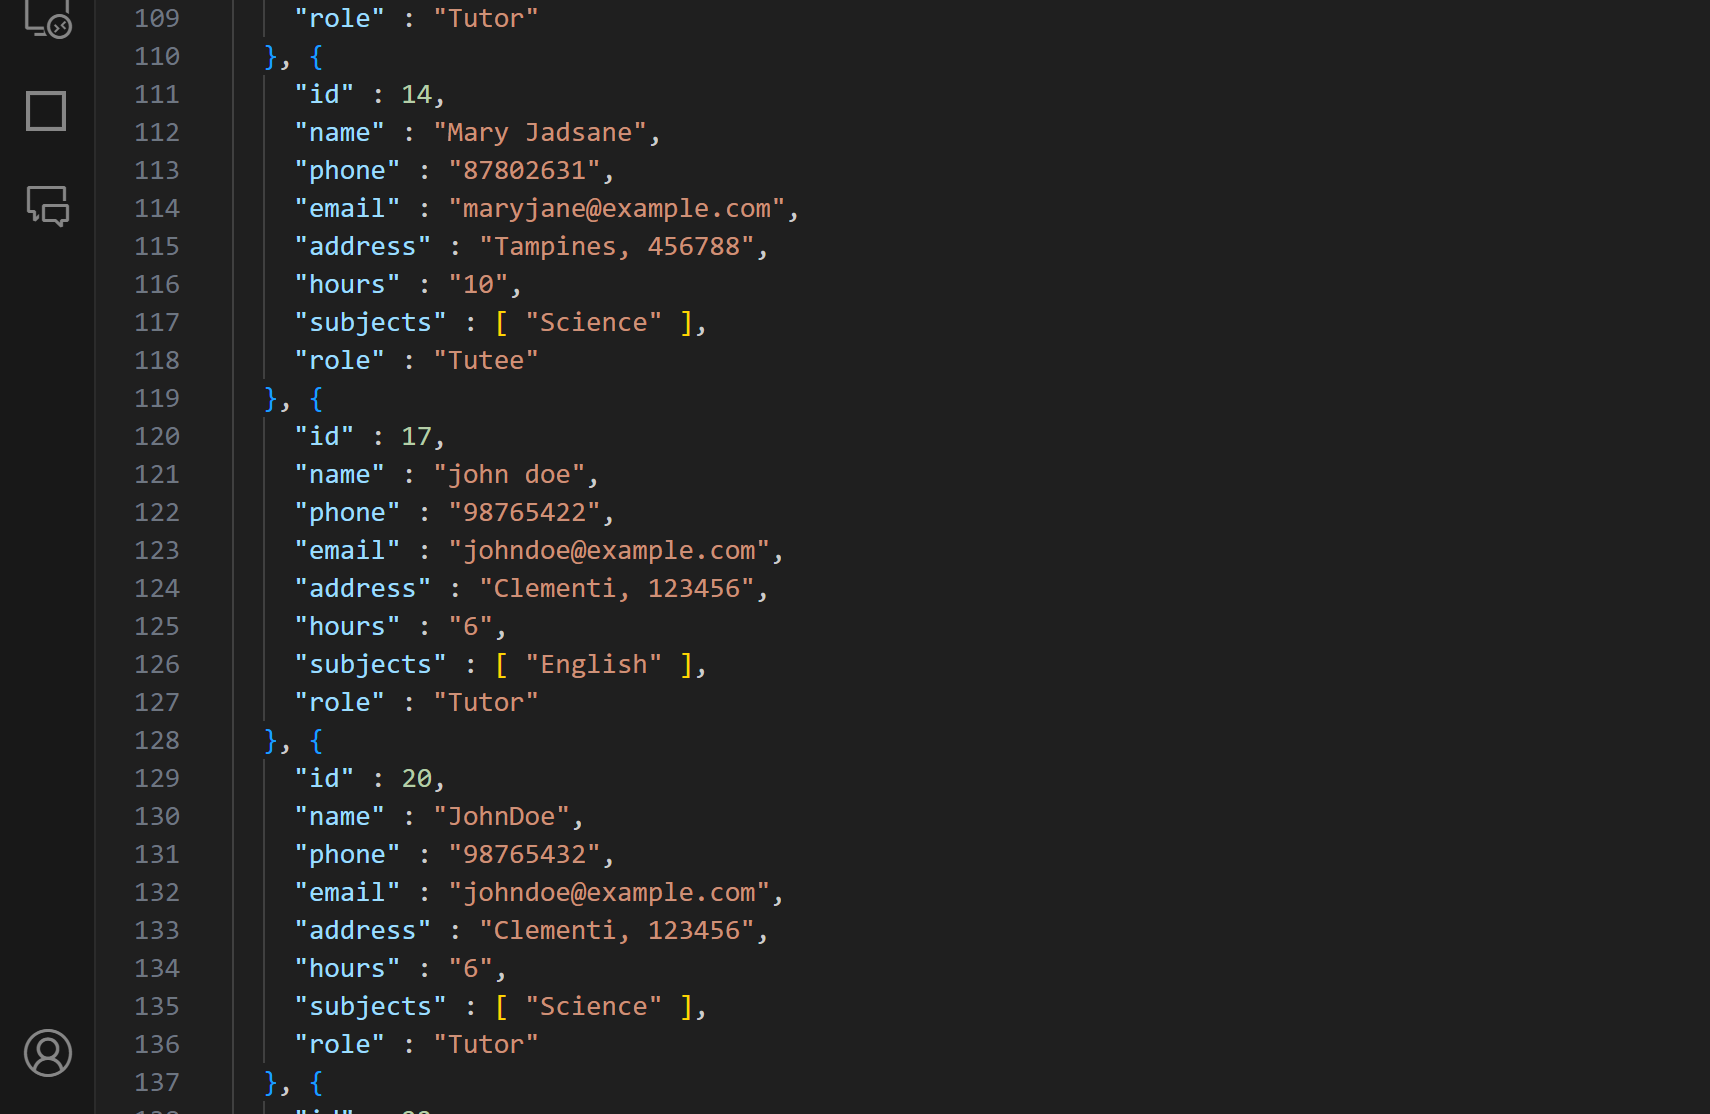 109 "role" : "Tutor"
110 }, {
111 "id" : 14,
112 "name" : "Mary Jadsane",
113 "phone" : "87802631",
114 "email" : "maryjane@example.com",
115 "address" : "Tampines, 456788",
116 "hours" : "10",
117 "subjects" : [ "Science" ],
118 "role" : "Tutee"
119 }, {
120 "id" : 17,
121 "name" : "john doe",
122 "phone" : "98765422",
123 "email" : "johndoe@example.com",
124 "address" : "Clementi, 123456",
125 "hours" : "6",
126 "subjects" : [ "English" ],
127 "role" : "Tutor"
128 }, {
129 "id" : 20,
130 "name" : "JohnDoe",
131 "phone" : "98765432",
132 "email" : "johndoe@example.com",
133 "address" : "Clementi, 123456",
134 "hours" : "6",
135 "subjects" : [ "Science" ],
136 "role" : "Tutor"
137 }, {